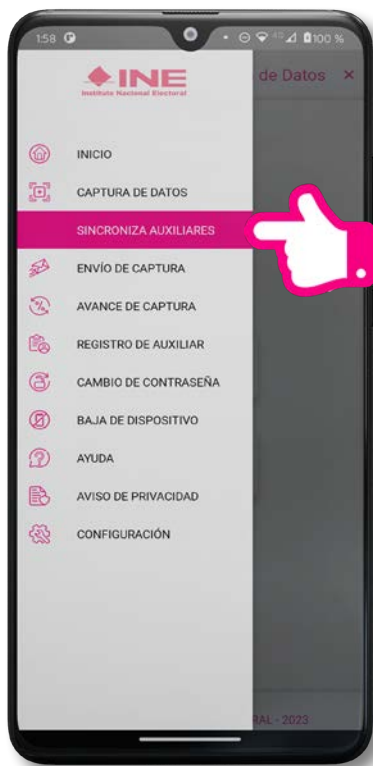 1:58
4G
100 %
INE
Instituto Nacional Electoral
de Datos ×
INICIO
CAPTURA DE DATOS
SINCRONIZA AUXILIARES
ENVÍO DE CAPTURA
AVANCE DE CAPTURA
REGISTRO DE AUXILIAR
CAMBIO DE CONTRASEÑA
BAJA DE DISPOSITIVO
AYUDA
AVISO DE PRIVACIDAD
CONFIGURACIÓN
RAL - 2023